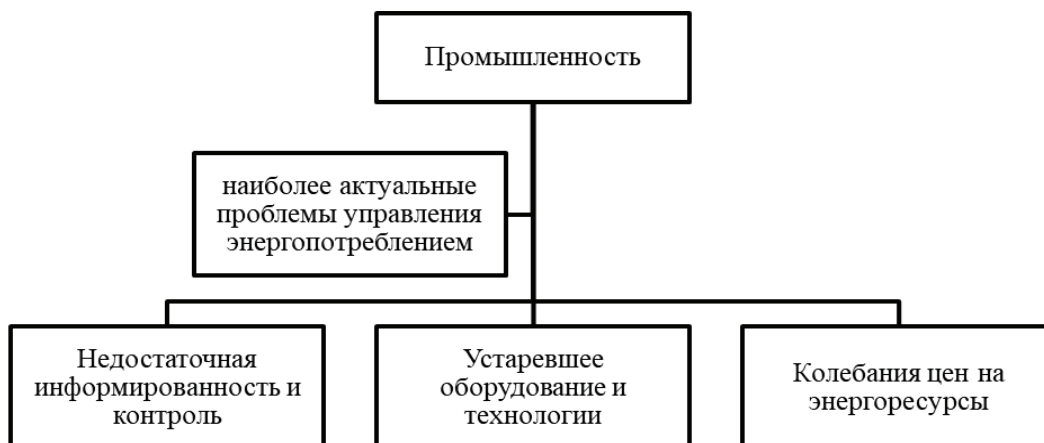 Промышленность
наиболее актуальные
проблемы управления
энергопотреблением
Недостаточная
информированность и
контроль
Устаревшее
оборудование и
технологии
Колебания цен на
энергоресурсы